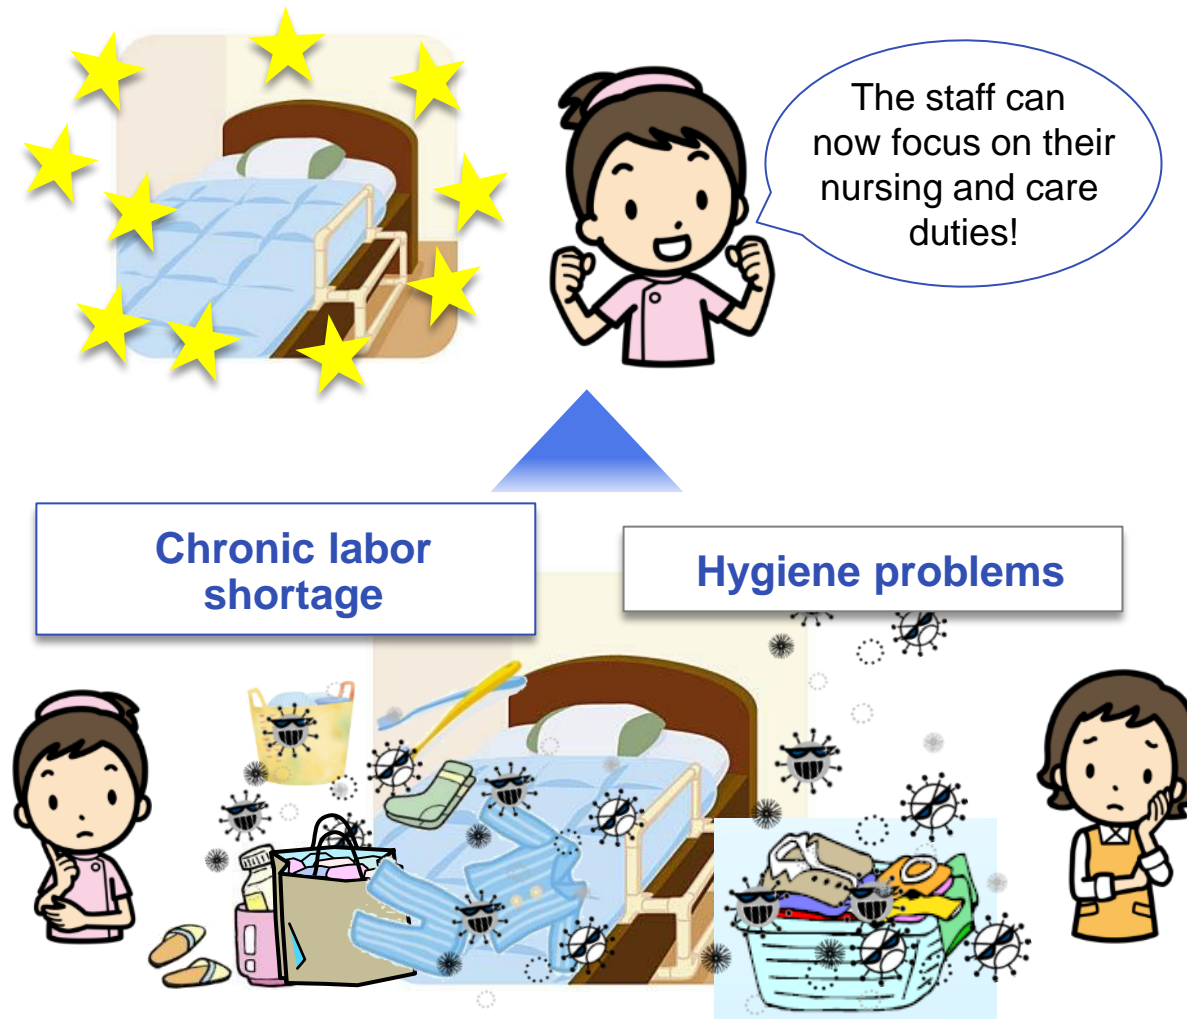 The staff can
now focus on their
nursing and care
duties!
Chronic labor
shortage
Hygiene problems